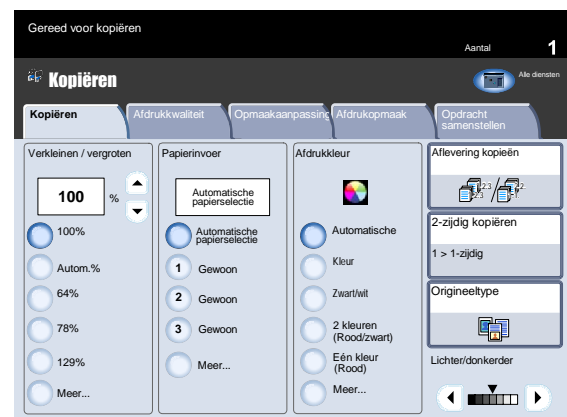 Gereed voor kopiëren
Aantal 1
Kopiëren
Alle diensten
Kopiëren
Afdrukkwaliteit
Opmaakaanpassing
Afdrukopmaak
Opdracht
samenstellen
Verkleinen / vergroten
100 %
100%
Autom.%
64%
78%
129%
Meer...
Papierinvoer
Automatische
papierselectie
Automatische
papierselectie
1 Gewoon
2 Gewoon
3 Gewoon
Meer...
Afdrukkleur
Automatische
Kleur
Zwart/wit
2 kleuren
(Rood/zwart)
Eén kleur
(Rood)
Meer...
Aflevering kopieën
2-zijdig kopiëren
1 > 1-zijdig
Origineeltype
Lichter/donkerder